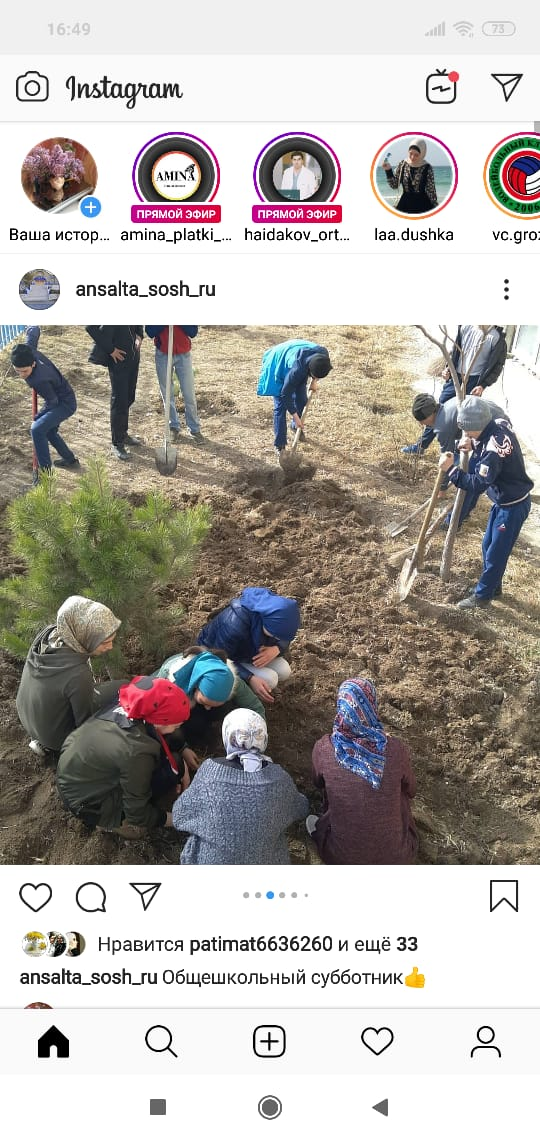 16:49
73
Instagram
AMINA
ПРЯМОЙ ЭФИР
ПРЯМОЙ ЭФИР
Ваша истор...
amina_platki_...
haidakov_ort...
laa.dushka
vc.groz
ansalta_sosh_ru
Нравится patimat6636260 и ещё 33
ansalta_sosh_ru Общешкольный субботник👍